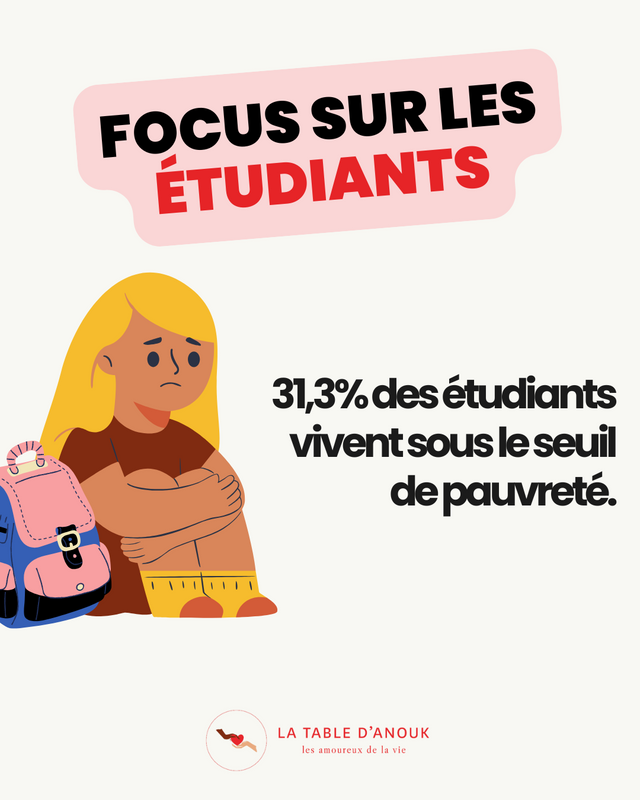 FOCUS SUR LES
ÉTUDIANTS
31,3% des étudiants
vivent sous le seuil
de pauvreté.
LA TABLE D'ANOUK
les amoureux de la vie